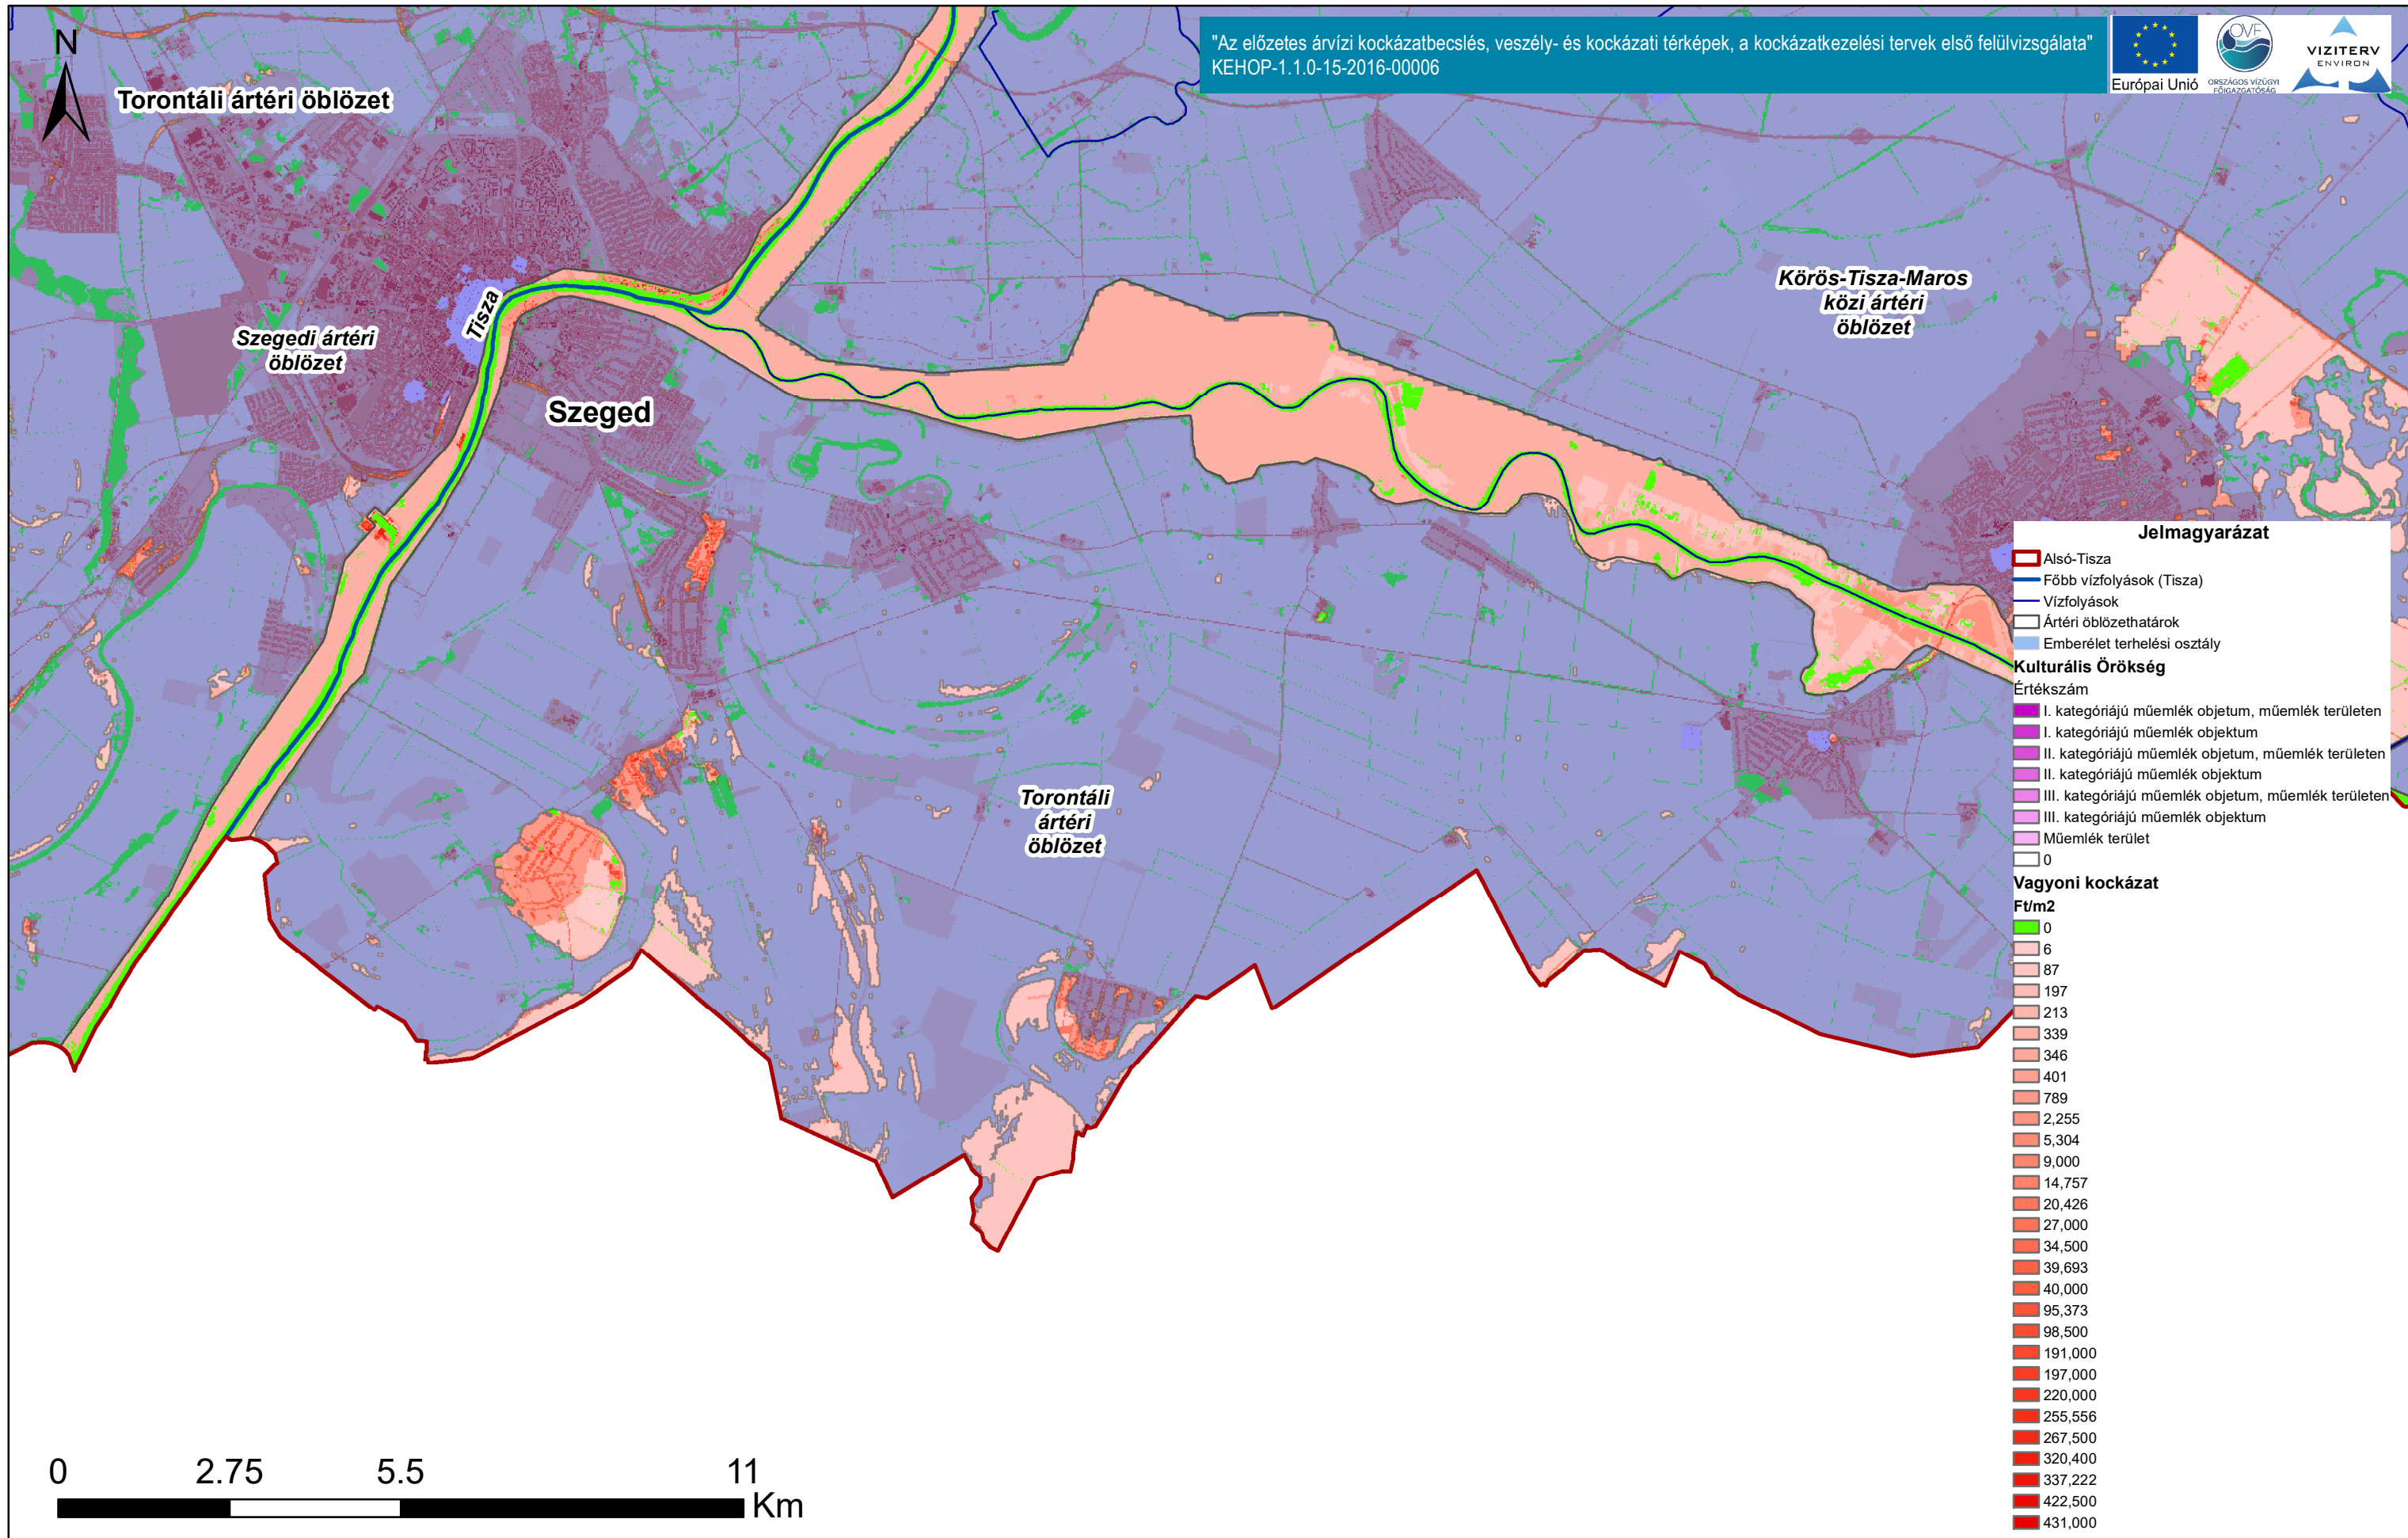 "Az előzetes árvízi kockázatbecslés, veszély- és kockázati térképek, a kockázatkezelési tervek első felülvizsgálata"
KEHOP-1.1.0-15-2016-00006
Európai Unió
OVF
ORSZÁGOS VÍZÜGYI
FŐIGAZGATÓSÁG
VIZITERV
ENVIRON
N
Torontáli ártéri öblözet
Tisza
Szegedi ártéri
öblözet
Szeged
Körös-Tisza-Maros
közi ártéri
öblözet
Torontáli
ártéri
öblözet
Jelmagyarázat
Alsó-Tisza
Főbb vízfolyások (Tisza)
Vízfolyások
Ártéri öblözethatárok
Emberélet terhelési osztály
Kulturális Örökség
Értékszám
I. kategóriájú műemlék objetum, műemlék területen
I. kategóriájú műemlék objektum
II. kategóriájú műemlék objetum, műemlék területen
II. kategóriájú műemlék objektum
III. kategóriájú műemlék objetum, műemlék területen
III. kategóriájú műemlék objektum
Műemlék terület
0
Vagyoni kockázat
Ft/m2
0
6
87
197
213
339
346
401
789
2,255
5,304
9,000
14,757
20,426
27,000
34,500
39,693
40,000
95,373
98,500
191,000
197,000
220,000
255,556
267,500
320,400
337,222
422,500
431,000
0 2.75 5.5 11
Km